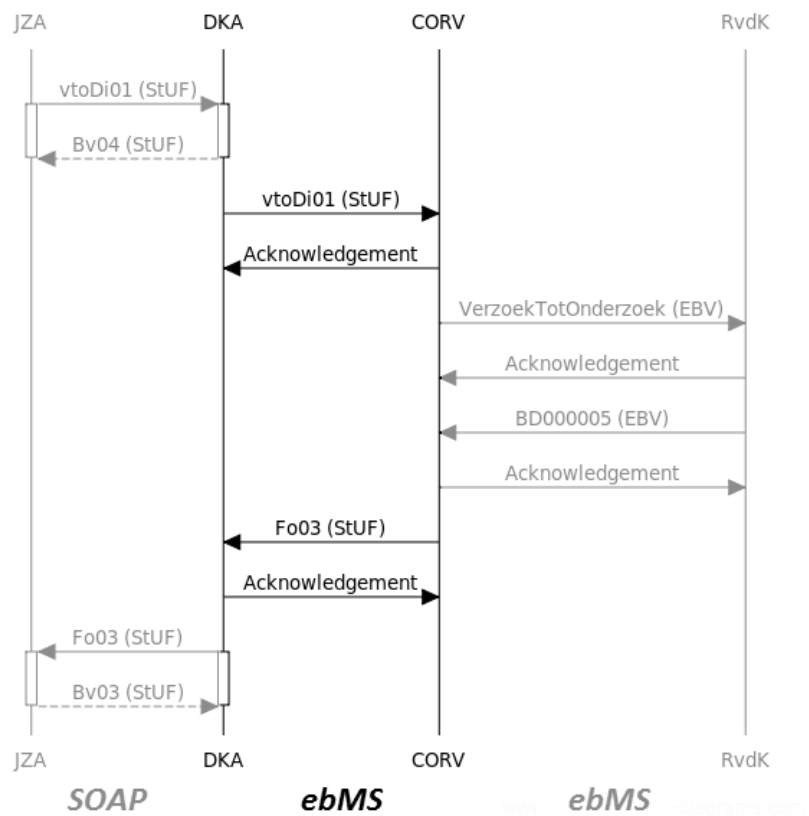 JZA DKA CORV RvdK
vtoDi01 (StUF)
Bv04 (StUF)
vtoDi01 (StUF)
Acknowledgement
VerzoekTotOnderzoek (EBV)
Acknowledgement
BD000005 (EBV)
Acknowledgement
Fo03 (StUF)
Acknowledgement
Fo03 (StUF)
Bv03 (StUF)
JZA DKA CORV RvdK
SOAP ebMS ebMS